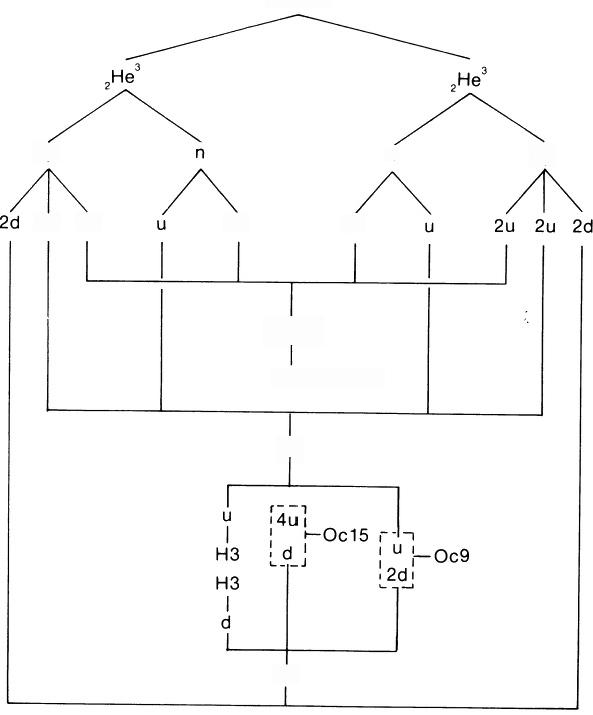 ₂He³ ₂He³
n
2d u u 2u 2u 2d
u 4u
Oc15 u
H3 d Oc9
H3 2d
d